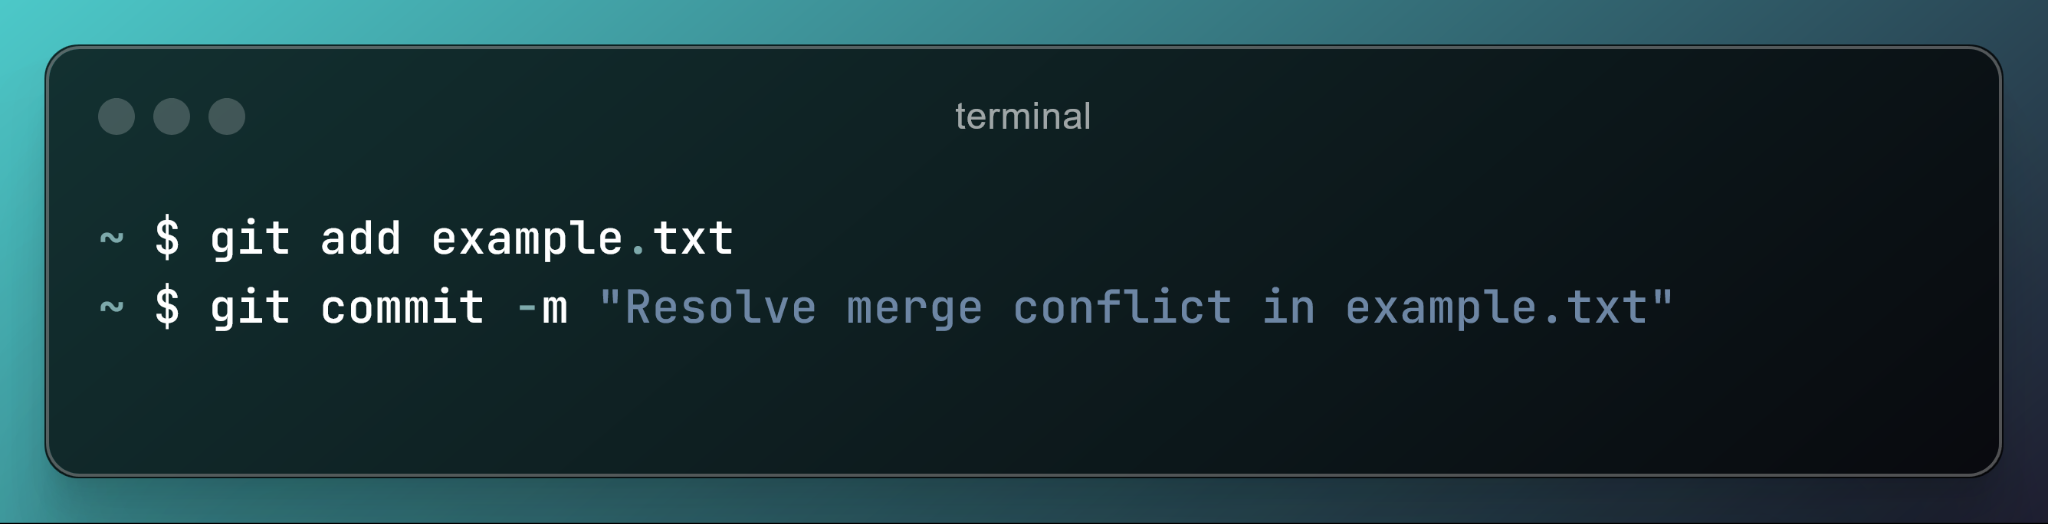 terminal
~ $ git add example.txt
~ $ git commit -m "Resolve merge conflict in example.txt"